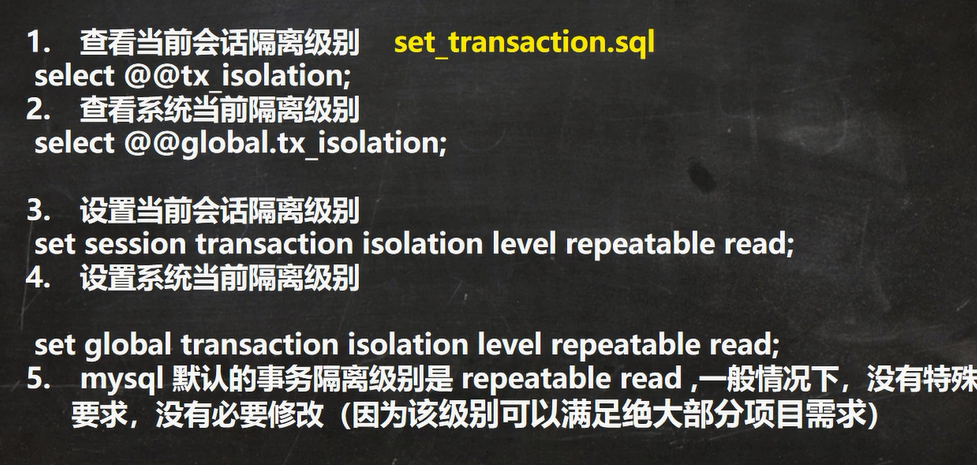 1. 查看当前会话隔离级别 set_transaction.sql
select @@tx_isolation;
2. 查看系统当前隔离级别
select @@global.tx_isolation;
3. 设置当前会话隔离级别
set session transaction isolation level repeatable read;
4. 设置系统当前隔离级别
set global transaction isolation level repeatable read;
5. mysql 默认的事务隔离级别是 repeatable read ,一般情况下，没有特殊
要求，没有必要修改（因为该级别可以满足绝大部分项目需求）